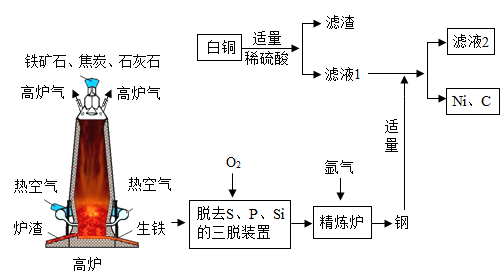 铁矿石、焦炭、石灰石
高炉气
高炉气
热空气
热空气
炉渣
生铁
高炉
O₂
脱去S、P、Si
的三脱装置
氩气
精炼炉
钢
适量
白铜
适量
稀硫酸
滤渣
滤液1
滤液2
Ni、C